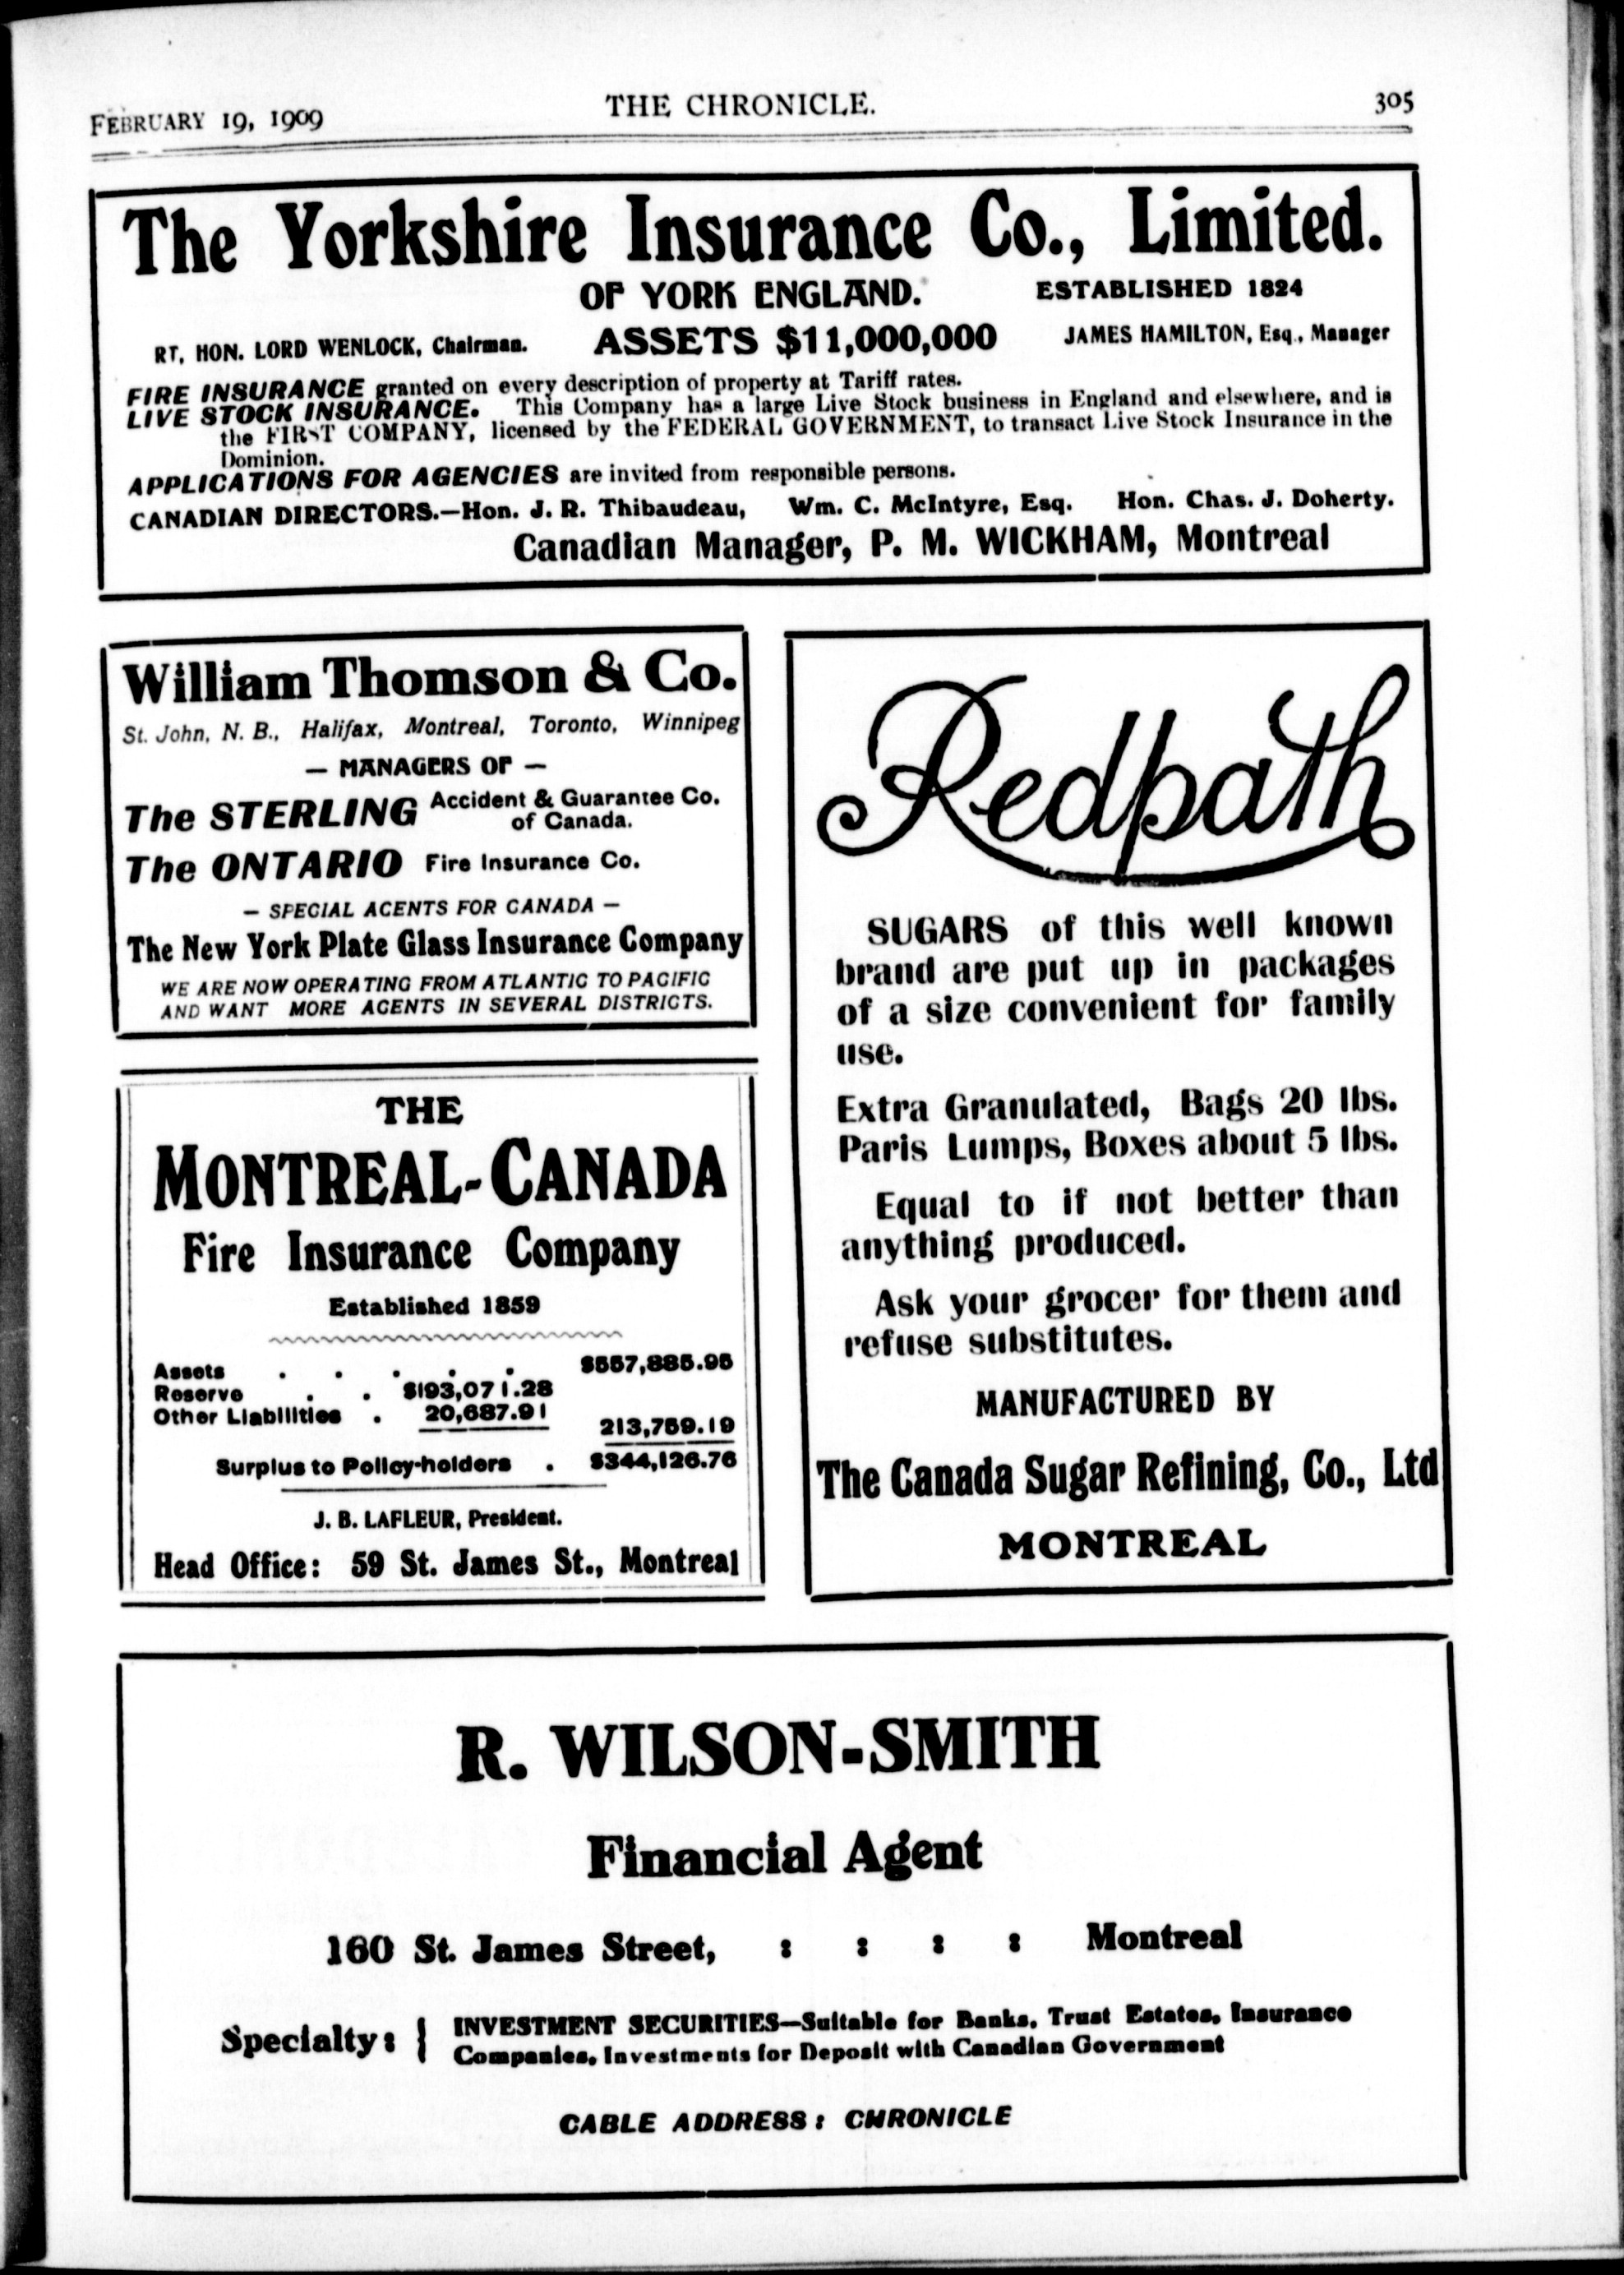 FEBRUARY 19, 1909 THE CHRONICLE. 305
The Yorkshire Insurance Co., Limited.
OF YORK ENGLAND. ESTABLISHED 1824
RT, HON. LORD WENLOCK, Chairman. ASSETS $11,000,000 JAMES HAMILTON, Esq., Manager
FIRE INSURANCE granted on every description of property at Tariff rates.
LIVE STOCK INSURANCE. This Company has a large Live Stock business in England and elsewhere, and is
the FIRST COMPANY, licensed by the FEDERAL GOVERNMENT, to transact Live Stock Insurance in the
Dominion.
APPLICATIONS FOR AGENCIES are invited from responsible persons.
CANADIAN DIRECTORS.—Hon. J. R. Thibaudeau, Wm. C. McIntyre, Esq. Hon. Chas. J. Doherty.
Canadian Manager, P. M. WICKHAM, Montreal
William Thomson & Co.
St. John, N. B., Halifax, Montreal, Toronto, Winnipeg
— MANAGERS OF —
The STERLING Accident & Guarantee Co.
of Canada.
The ONTARIO Fire Insurance Co.
— SPECIAL AGENTS FOR CANADA —
The New York Plate Glass Insurance Company
WE ARE NOW OPERATING FROM ATLANTIC TO PACIFIC
AND WANT MORE AGENTS IN SEVERAL DISTRICTS.
THE
MONTREAL-CANADA
Fire Insurance Company
Established 1859
Assets . . . . . $557,885.95
Reserve . . $193,071.28
Other Liabilities . 20,687.91
213,759.19
Surplus to Policy-holders . $344,126.76
J. B. LAFLEUR, President.
Head Office: 59 St. James St., Montreal
Redpath
SUGARS of this well known
brand are put up in packages
of a size convenient for family
use.
Extra Granulated, Bags 20 lbs.
Paris Lumps, Boxes about 5 lbs.
Equal to if not better than
anything produced.
Ask your grocer for them and
refuse substitutes.
MANUFACTURED BY
The Canada Sugar Refining, Co., Ltd
MONTREAL
R. WILSON-SMITH
Financial Agent
160 St. James Street, : : : : Montreal
Specialty: } INVESTMENT SECURITIES—Suitable for Banks, Trust Estates, Insurance
Companies, Investments for Deposit with Canadian Government
CABLE ADDRESS: CHRONICLE